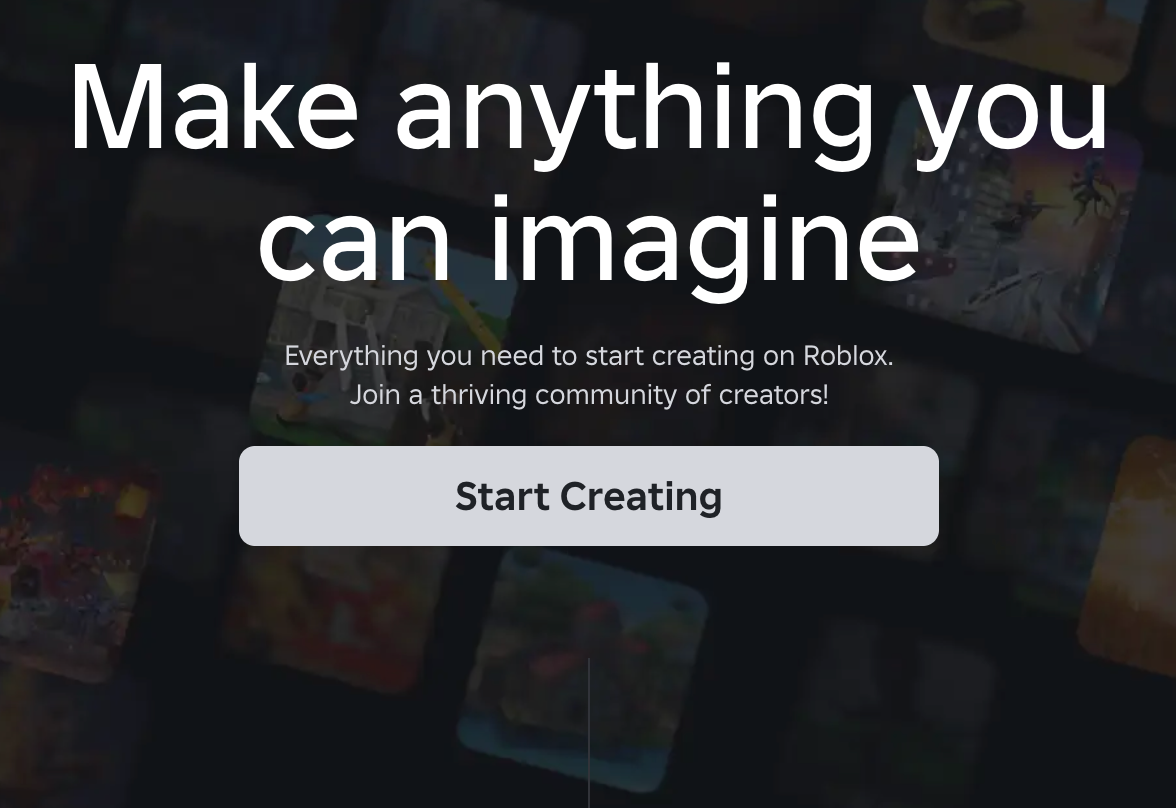 Make anything you
can imagine
Everything you need to start creating on Roblox.
Join a thriving community of creators!
Start Creating